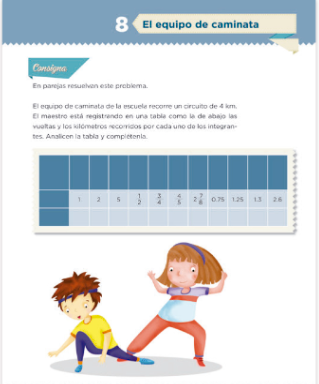 8 El equipo de caminata
Consigna
En parejas resuelvan este problema.
El equipo de caminata de la escuela recorre un circuito de 4 km.
El maestro está registrando en una tabla como la de abajo las
vueltas y los kilómetros recorridos por cada uno de los integran-
tes. Analicen la tabla y complétenla.
1 2 5 1/2 3/4 4/5 2 7/8 0.75 1.25 1.3 2.6